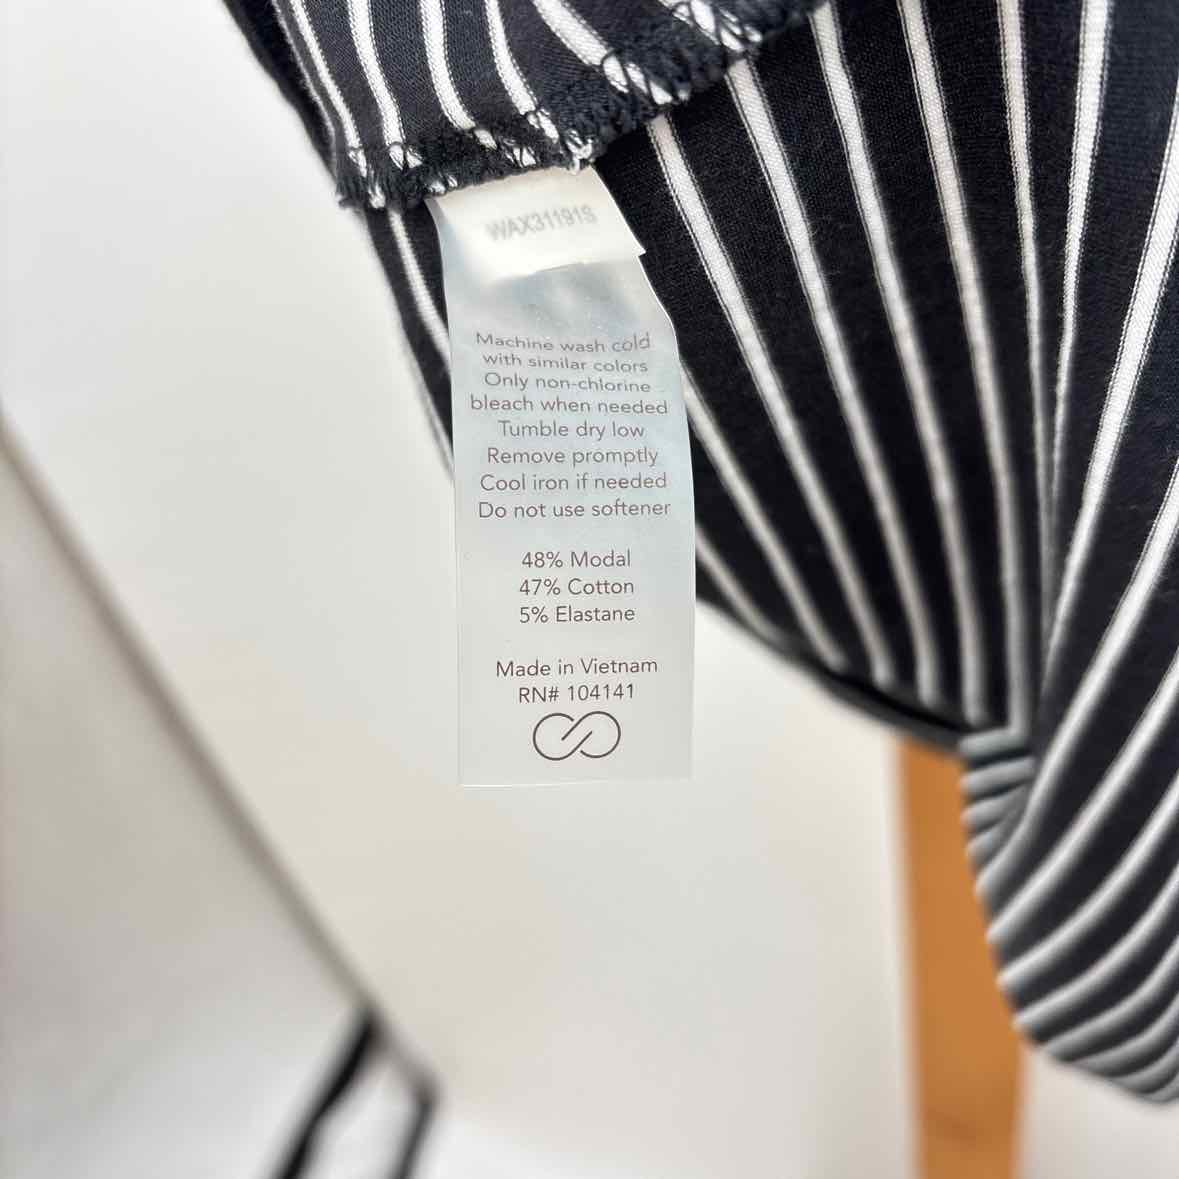 WAX31191S
Machine wash cold
with similar colors
Only non-chlorine
bleach when needed
Tumble dry low
Remove promptly
Cool iron if needed
Do not use softener
48% Modal
47% Cotton
5% Elastane
Made in Vietnam
RN# 104141